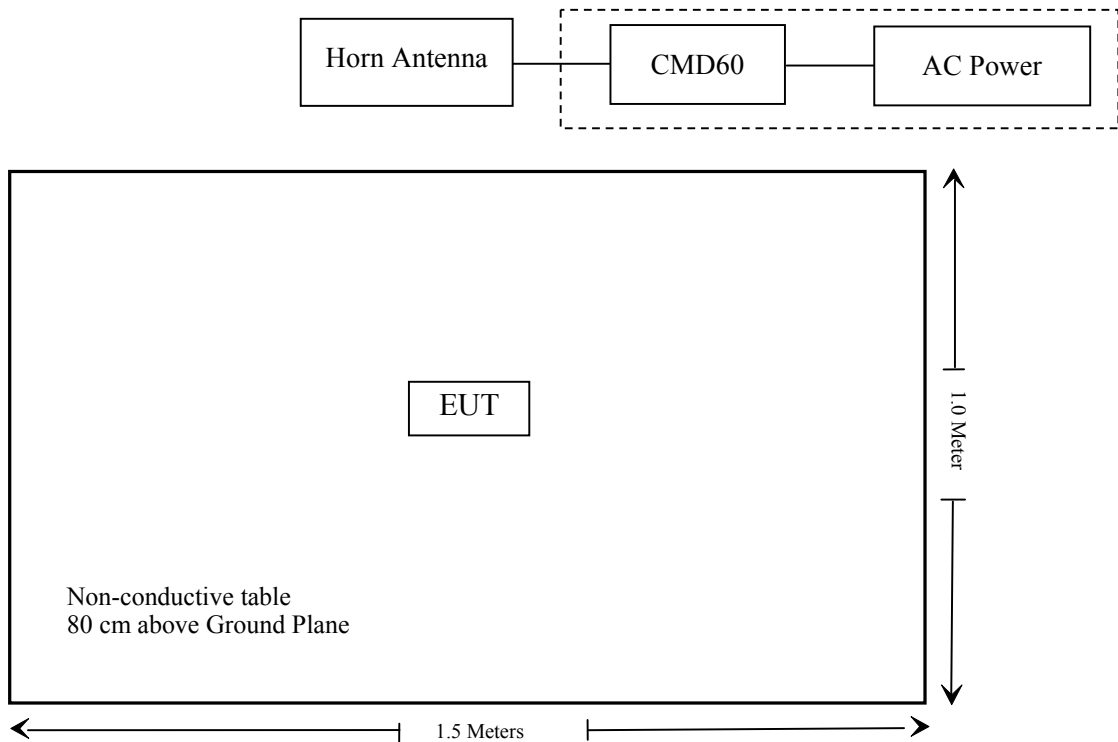 Horn Antenna
CMD60
AC Power
EUT
1.0 Meter
Non-conductive table
80 cm above Ground Plane
1.5 Meters